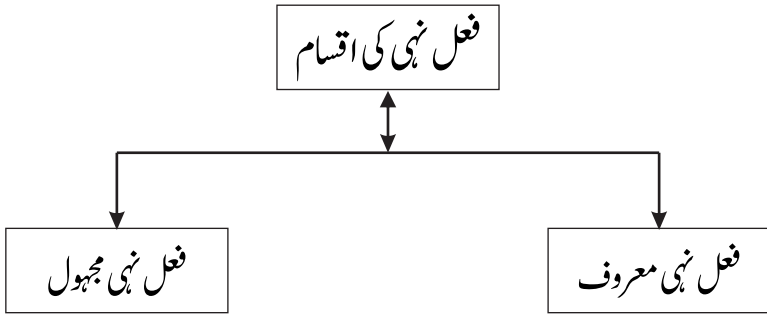 فعل نہی کی اقسام
فعل نہی معروف
فعل نہی مجہول